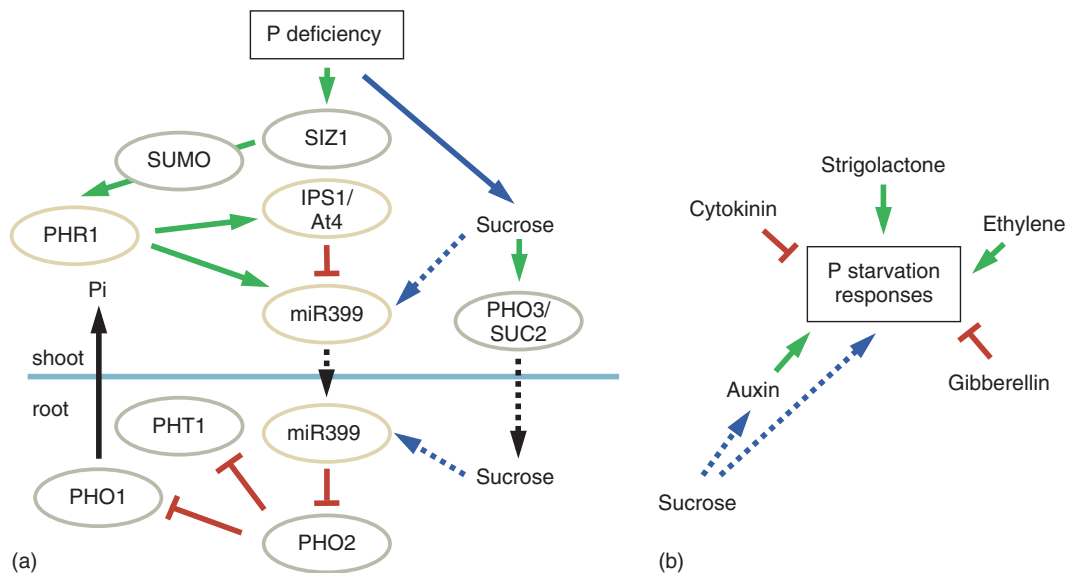 P deficiency
SIZ1
SUMO
IPS1/
At4
PHR1
Sucrose
Pi
miR399
PHO3/
SUC2
shoot
root
PHT1
miR399
Sucrose
PHO1
PHO2
(a)
Strigolactone
Cytokinin
Ethylene
P starvation
responses
Auxin
Gibberellin
Sucrose
(b)